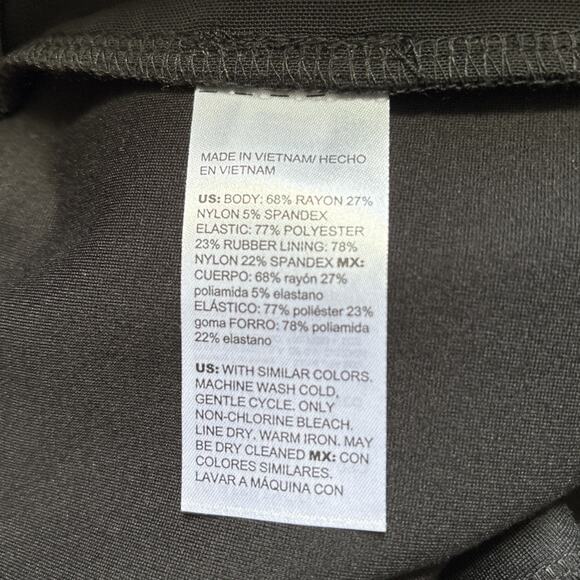 MADE IN VIETNAM/ HECHO
EN VIETNAM
US: BODY: 68% RAYON 27%
NYLON 5% SPANDEX
ELASTIC: 77% POLYESTER
23% RUBBER LINING: 78%
NYLON 22% SPANDEX MX:
CUERPO: 68% rayón 27%
poliamida 5% elastano
ELÁSTICO: 77% poliéster 23%
goma FORRO: 78% poliamida
22% elastano
US: WITH SIMILAR COLORS.
MACHINE WASH COLD,
GENTLE CYCLE. ONLY
NON-CHLORINE BLEACH.
LINE DRY. WARM IRON. MAY
BE DRY CLEANED MX: CON
COLORES SIMILARES.
LAVAR A MÁQUINA CON